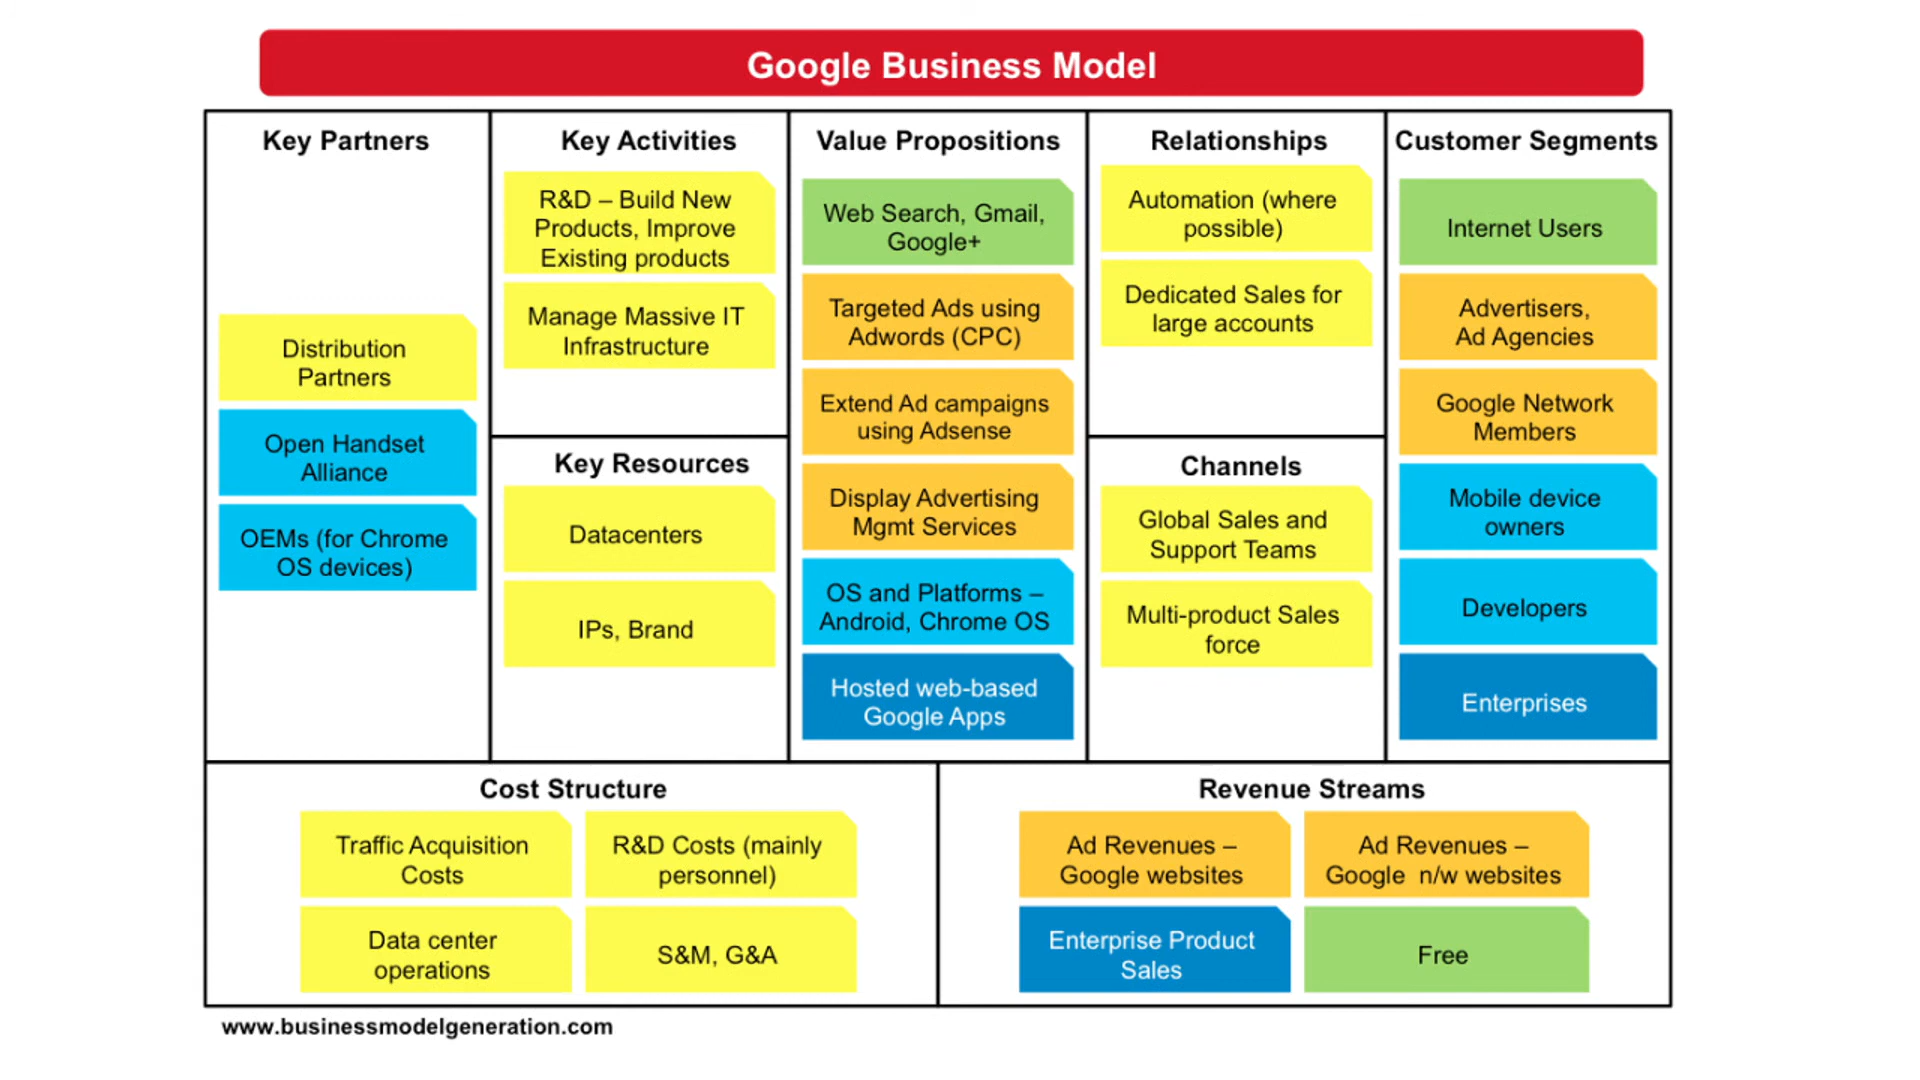 Google Business Model
Key Partners
Distribution
Partners
Open Handset
Alliance
OEMs (for Chrome
OS devices)
Key Activities
R&D – Build New
Products, Improve
Existing products
Manage Massive IT
Infrastructure
Key Resources
Datacenters
IPs, Brand
Value Propositions
Web Search, Gmail,
Google+
Targeted Ads using
Adwords (CPC)
Extend Ad campaigns
using Adsense
Display Advertising
Mgmt Services
OS and Platforms –
Android, Chrome OS
Hosted web-based
Google Apps
Relationships
Automation (where
possible)
Dedicated Sales for
large accounts
Channels
Global Sales and
Support Teams
Multi-product Sales
force
Customer Segments
Internet Users
Advertisers,
Ad Agencies
Google Network
Members
Mobile device
owners
Developers
Enterprises
Cost Structure
Traffic Acquisition
Costs
R&D Costs (mainly
personnel)
Data center
operations
S&M, G&A
Revenue Streams
Ad Revenues –
Google websites
Ad Revenues –
Google n/w websites
Enterprise Product
Sales
Free
www.businessmodelgeneration.com